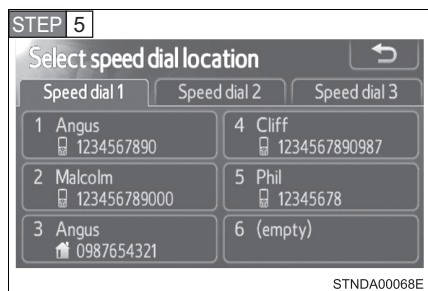 STEP 5
Select speed dial location
Speed dial 1
Speed dial 2
Speed dial 3
1 Angus
1234567890
2 Malcolm
123456789000
3 Angus
0987654321
4 Cliff
1234567890987
5 Phil
12345678
6 (empty)
STNDA00068E